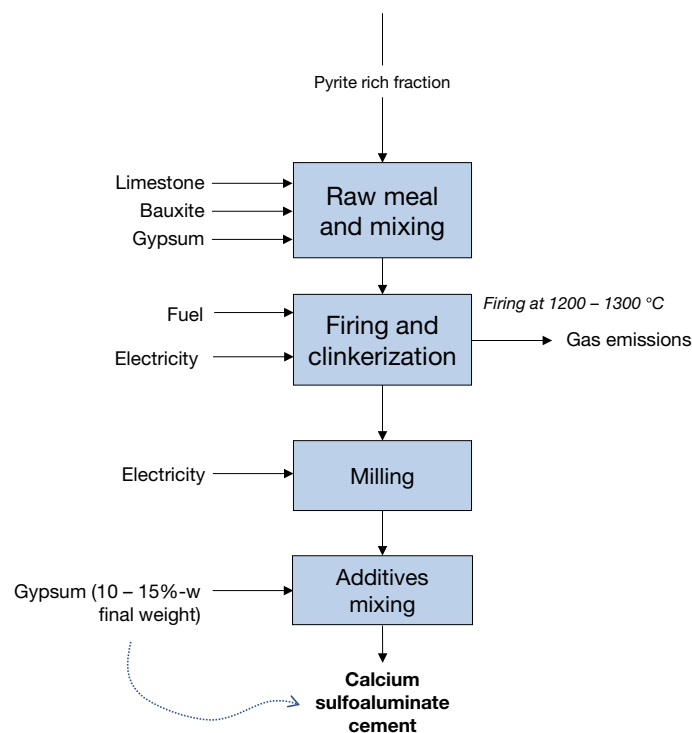 Pyrite rich fraction
Limestone
Bauxite
Gypsum
Raw meal
and mixing
Fuel
Electricity
Firing and
clinkerization
Firing at 1200 – 1300 °C
Gas emissions
Electricity
Milling
Gypsum (10 – 15%-w
final weight)
Additives
mixing
Calcium
sulfoaluminate
cement